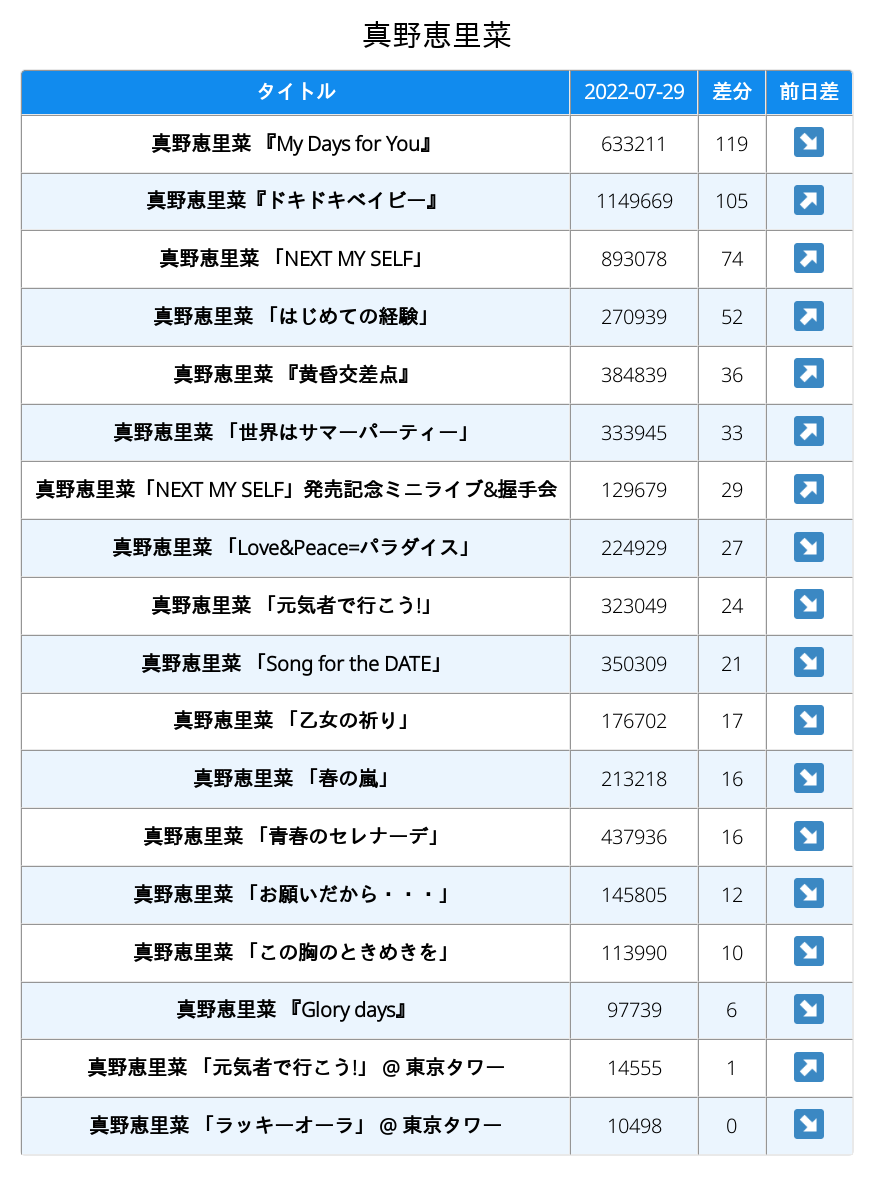 真野恵里菜
タイトル 2022-07-29 差分 前日差
真野恵里菜 『My Days for You』 633211 119 ↘
真野恵里菜『ドキドキベイビー』 1149669 105 ↗
真野恵里菜 「NEXT MY SELF」 893078 74 ↗
真野恵里菜 「はじめての経験」 270939 52 ↗
真野恵里菜 『黄昏交差点』 384839 36 ↗
真野恵里菜 「世界はサマーパーティー」 333945 33 ↗
真野恵里菜「NEXT MY SELF」発売記念ミニライブ&握手会 129679 29 ↗
真野恵里菜 「Love&Peace=パラダイス」 224929 27 ↘
真野恵里菜 「元気者で行こう!」 323049 24 ↘
真野恵里菜 「Song for the DATE」 350309 21 ↘
真野恵里菜 「乙女の祈り」 176702 17 ↘
真野恵里菜 「春の嵐」 213218 16 ↘
真野恵里菜 「青春のセレナーデ」 437936 16 ↘
真野恵里菜 「お願いだから・・・」 145805 12 ↘
真野恵里菜 「この胸のときめきを」 113990 10 ↘
真野恵里菜 『Glory days』 97739 6 ↘
真野恵里菜 「元気者で行こう!」 @ 東京タワー 14555 1 ↗
真野恵里菜 「ラッキーオーラ」 @ 東京タワー 10498 0 ↘